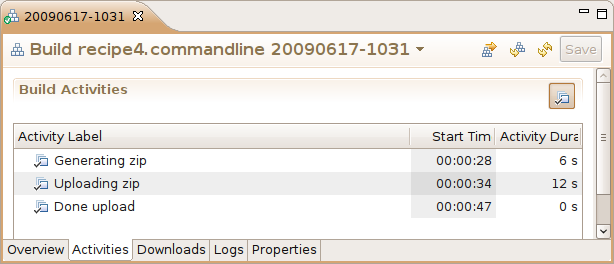 20090617-1031
Build recipe4.commandline 20090617-1031 Save
Build Activities
Activity Label Start Tim Activity Dura
Generating zip 00:00:28 6 s
Uploading zip 00:00:34 12 s
Done upload 00:00:47 0 s
Overview Activities Downloads Logs Properties